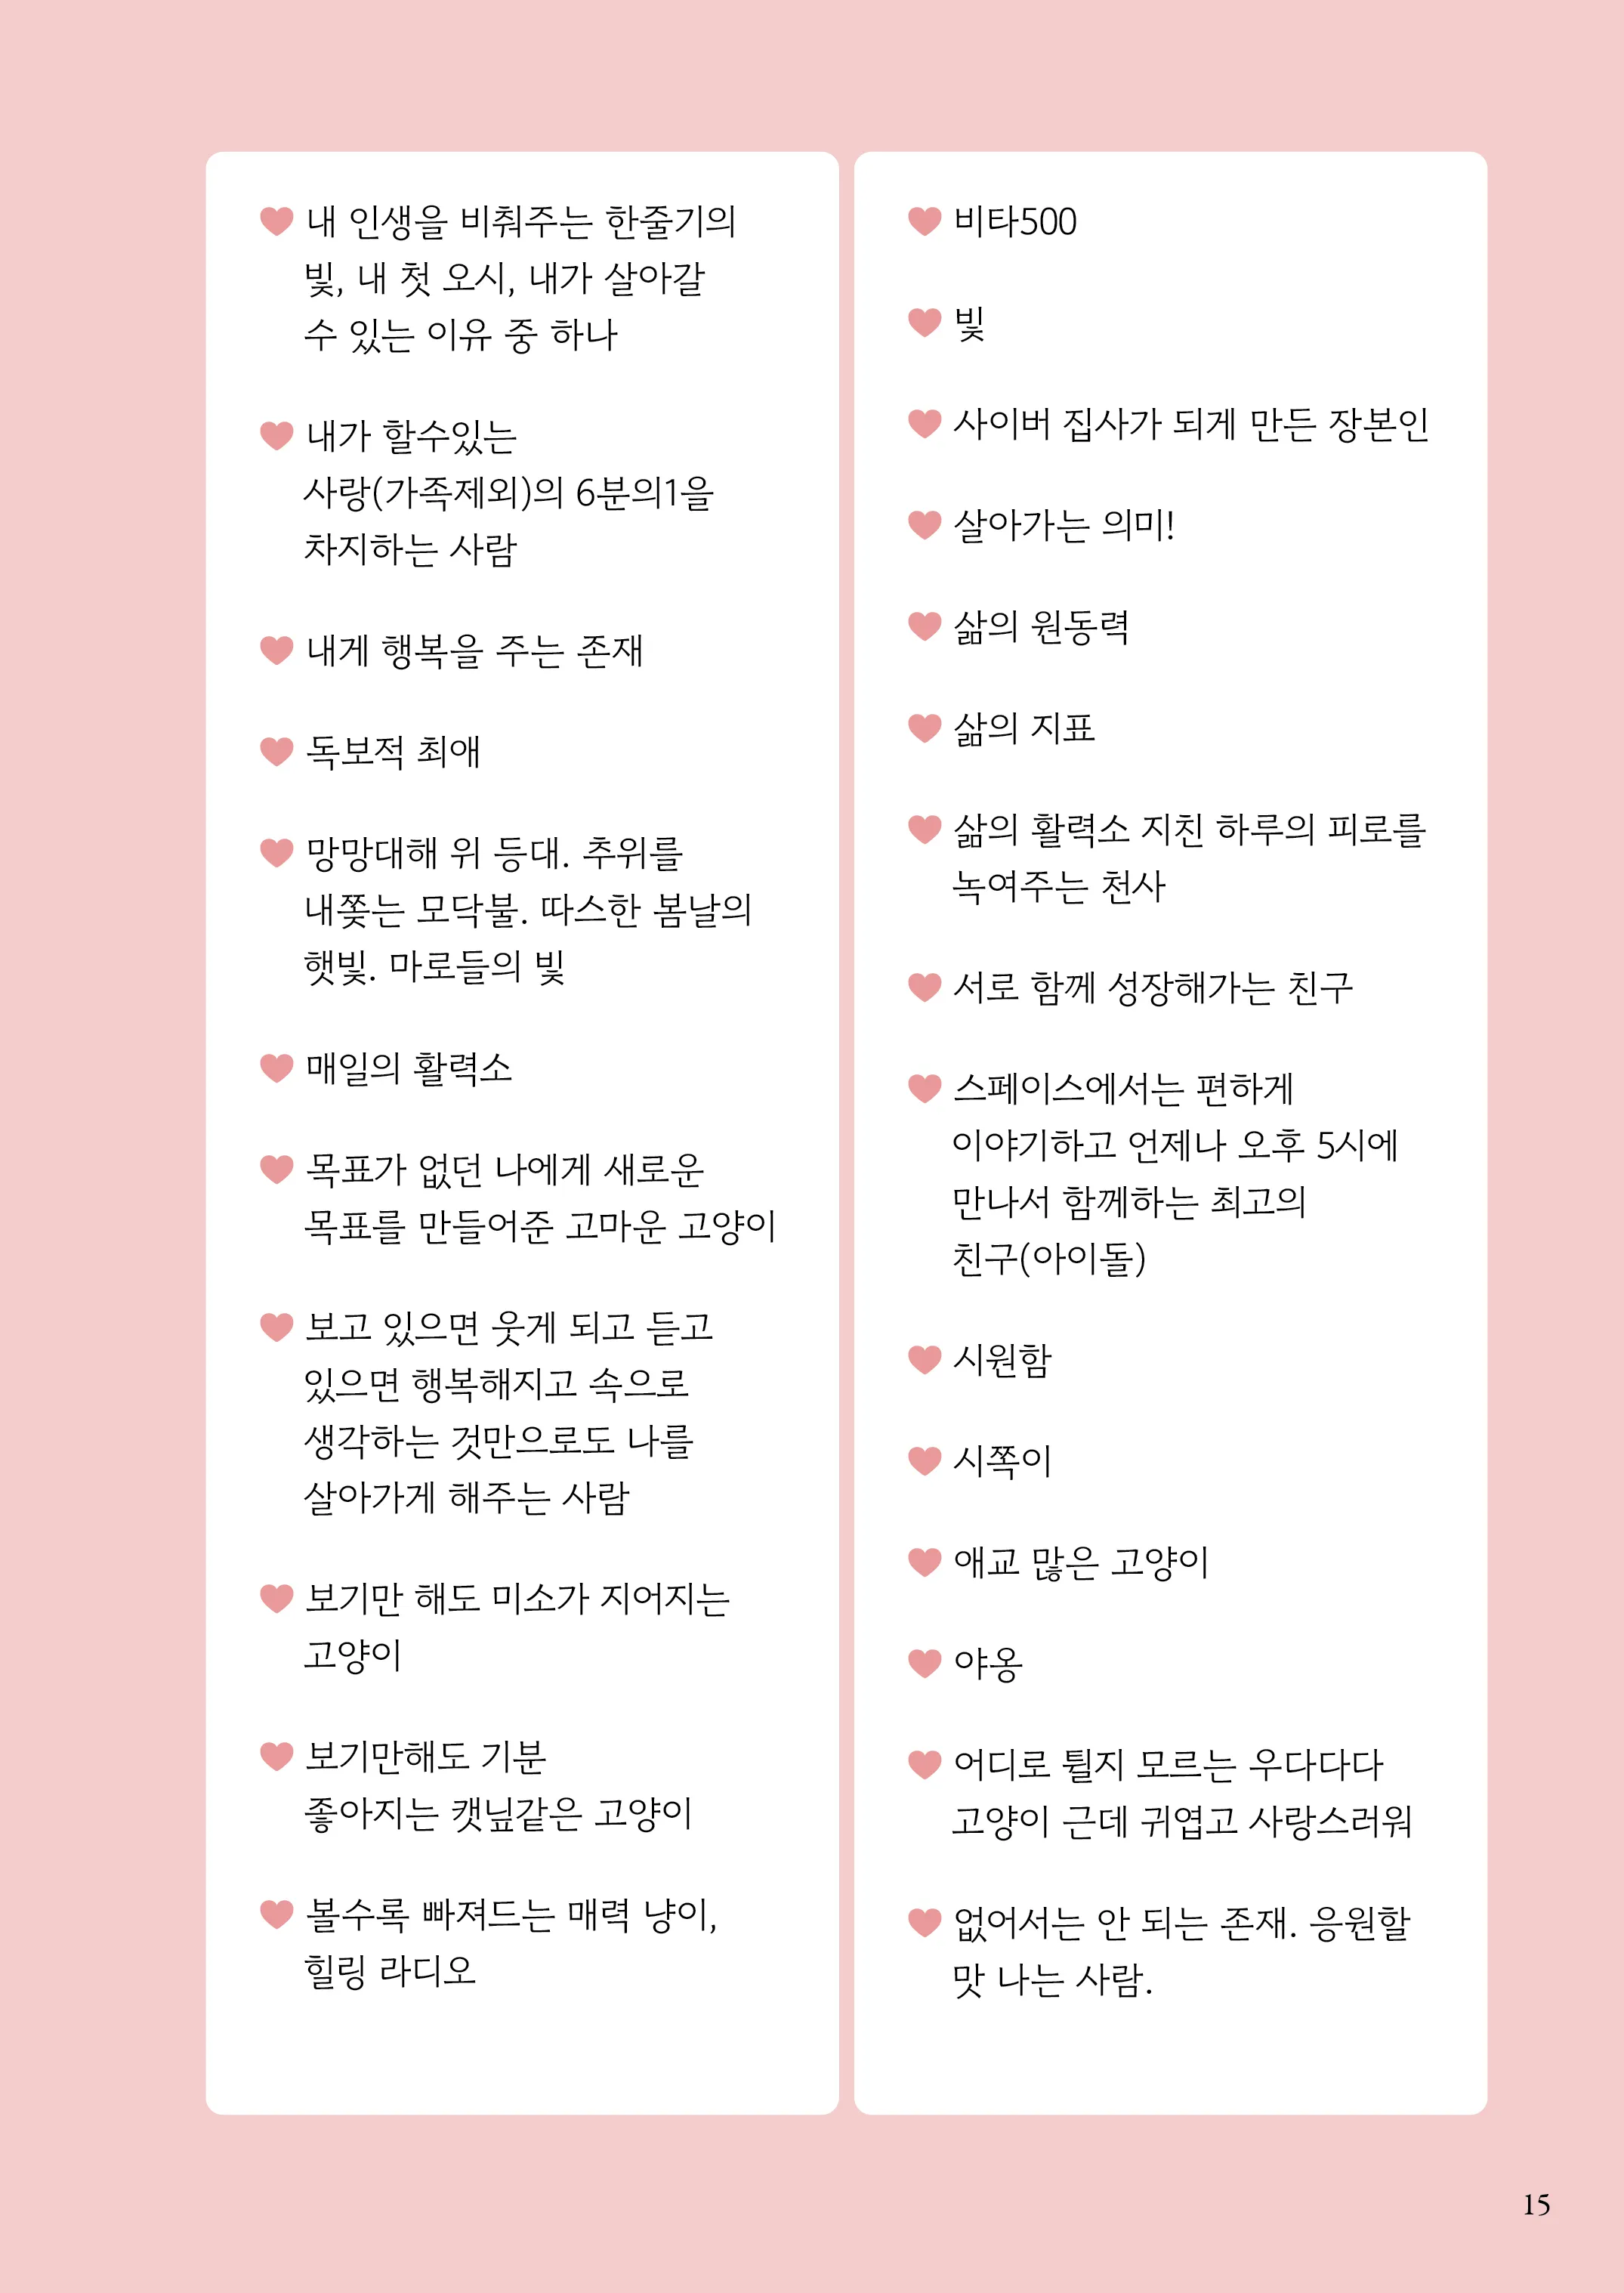 내 인생을 비춰주는 한줄기의
빛, 내 첫 오시, 내가 살아갈
수 있는 이유 중 하나
내가 할수있는
사랑(가족제외)의 6분의1을
차지하는 사람
내게 행복을 주는 존재
독보적 최애
망망대해 위 등대. 추위를
내쫓는 모닥불. 따스한 봄날의
햇빛. 마로들의 빛
매일의 활력소
목표가 없던 나에게 새로운
목표를 만들어준 고마운 고양이
보고 있으면 웃게 되고 듣고
있으면 행복해지고 속으로
생각하는 것만으로도 나를
살아가게 해주는 사람
보기만 해도 미소가 지어지는
고양이
보기만해도 기분
좋아지는 캣닢같은 고양이
볼수록 빠져드는 매력 냥이,
힐링 라디오
비타500
빛
사이버 집사가 되게 만든 장본인
살아가는 의미!
삶의 원동력
삶의 지표
삶의 활력소 지친 하루의 피로를
녹여주는 천사
서로 함께 성장해가는 친구
스페이스에서는 편하게
이야기하고 언제나 오후 5시에
만나서 함께하는 최고의
친구(아이돌)
시원함
시쪽이
애교 많은 고양이
야옹
어디로 튈지 모르는 우다다다
고양이 근데 귀엽고 사랑스러워
없어서는 안 되는 존재. 응원할
맛 나는 사람.
15